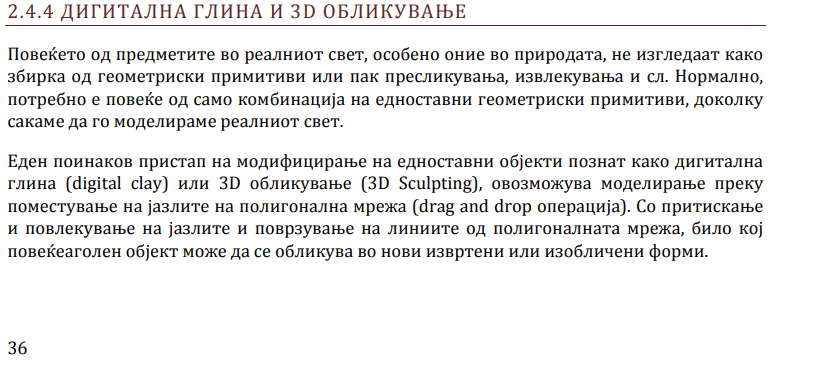 2.4.4 ДИГИТАЛНА ГЛИНА И 3D ОБЛИКУВАЊЕ
Повеќето од предметите во реалниот свет, особено оние во природата, не изгледаат како
збирка од геометриски примитиви или пак пресликувања, извлекувања и сл. Нормално,
потребно е повеќе од само комбинација на едноставни геометриски примитиви, доколку
сакаме да го моделираме реалниот свет.
Еден поинаков пристап на модифицирање на едноставни објекти познат како дигитална
глина (digital clay) или 3D обликување (3D Sculpting), овозможува моделирање преку
поместување на јазлите на полигонална мрежа (drag and drop операција). Со притискање
и повлекување на јазлите и поврзување на линиите од полигоналната мрежа, било кој
повеќеаголен објект може да се обликува во нови извртени или изобличени форми.
36